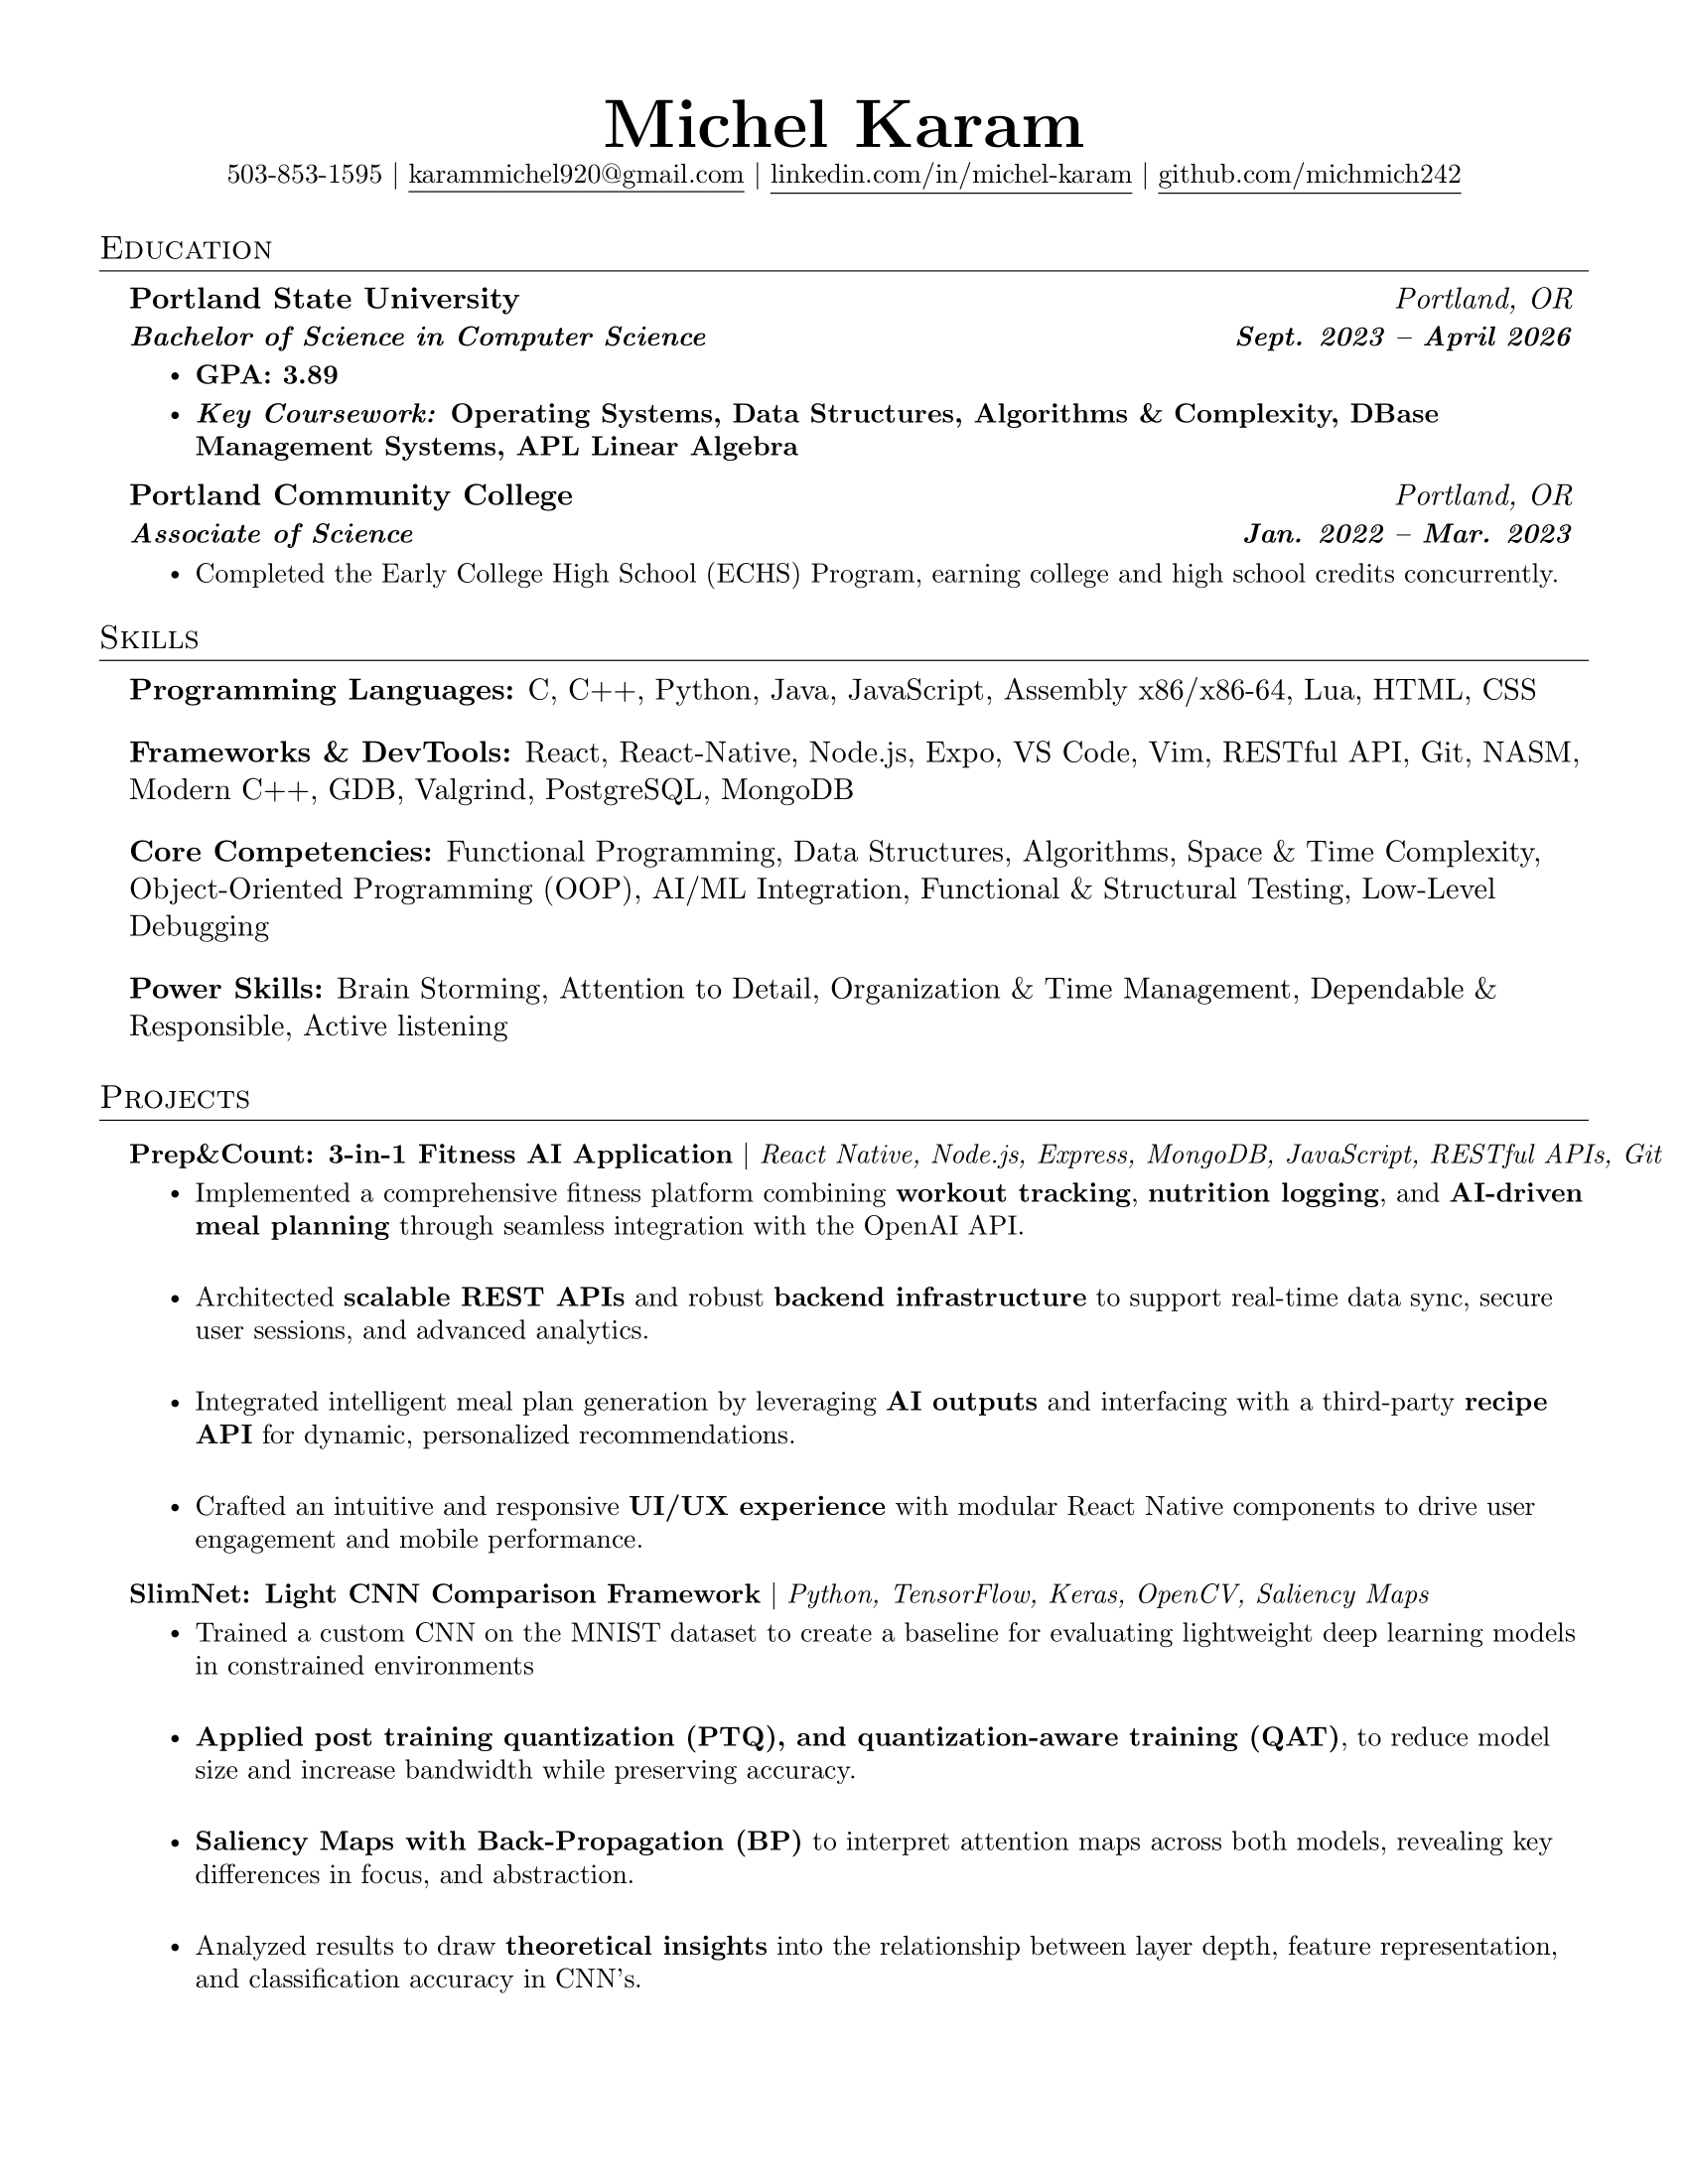 Michel Karam
503-853-1595 | karammichel920@gmail.com | linkedin.com/in/michel-karam | github.com/michmich242
Education
Portland State University Portland, OR
Bachelor of Science in Computer Science Sept. 2023 – April 2026
• GPA: 3.89
• Key Coursework: Operating Systems, Data Structures, Algorithms & Complexity, DBase
Management Systems, APL Linear Algebra
Portland Community College Portland, OR
Associate of Science Jan. 2022 – Mar. 2023
• Completed the Early College High School (ECHS) Program, earning college and high school credits concurrently.
Skills
Programming Languages: C, C++, Python, Java, JavaScript, Assembly x86/x86-64, Lua, HTML, CSS
Frameworks & DevTools: React, React-Native, Node.js, Expo, VS Code, Vim, RESTful API, Git, NASM,
Modern C++, GDB, Valgrind, PostgreSQL, MongoDB
Core Competencies: Functional Programming, Data Structures, Algorithms, Space & Time Complexity,
Object-Oriented Programming (OOP), AI/ML Integration, Functional & Structural Testing, Low-Level
Debugging
Power Skills: Brain Storming, Attention to Detail, Organization & Time Management, Dependable &
Responsible, Active listening
Projects
Prep&Count: 3-in-1 Fitness AI Application | React Native, Node.js, Express, MongoDB, JavaScript, RESTful APIs, Git
• Implemented a comprehensive fitness platform combining workout tracking, nutrition logging, and AI-driven
meal planning through seamless integration with the OpenAI API.
• Architected scalable REST APIs and robust backend infrastructure to support real-time data sync, secure
user sessions, and advanced analytics.
• Integrated intelligent meal plan generation by leveraging AI outputs and interfacing with a third-party recipe
API for dynamic, personalized recommendations.
• Crafted an intuitive and responsive UI/UX experience with modular React Native components to drive user
engagement and mobile performance.
SlimNet: Light CNN Comparison Framework | Python, TensorFlow, Keras, OpenCV, Saliency Maps
• Trained a custom CNN on the MNIST dataset to create a baseline for evaluating lightweight deep learning models
in constrained environments
• Applied post training quantization (PTQ), and quantization-aware training (QAT), to reduce model
size and increase bandwidth while preserving accuracy.
• Saliency Maps with Back-Propagation (BP) to interpret attention maps across both models, revealing key
differences in focus, and abstraction.
• Analyzed results to draw theoretical insights into the relationship between layer depth, feature representation,
and classification accuracy in CNN's.